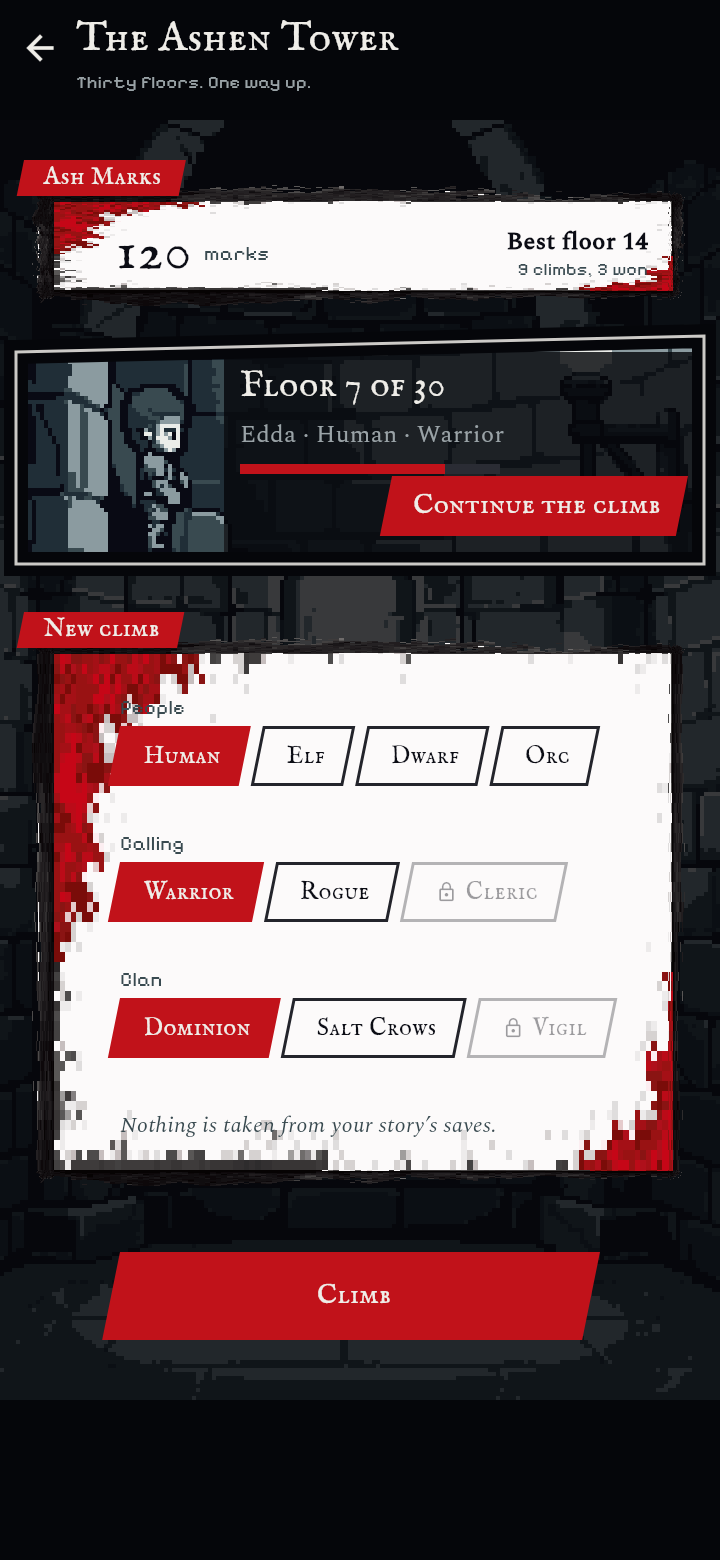 The Ashen Tower
Thirty floors. One way up.
Ash Marks
120 marks
Best floor 14
9 climbs, 3 won
Floor 7 of 30
Edda · Human · Warrior
Continue the climb
New climb
People
Human Elf Dwarf Orc
Calling
Warrior Rogue Cleric
Clan
Dominion Salt Crows Vigil
Nothing is taken from your story's saves.
Climb